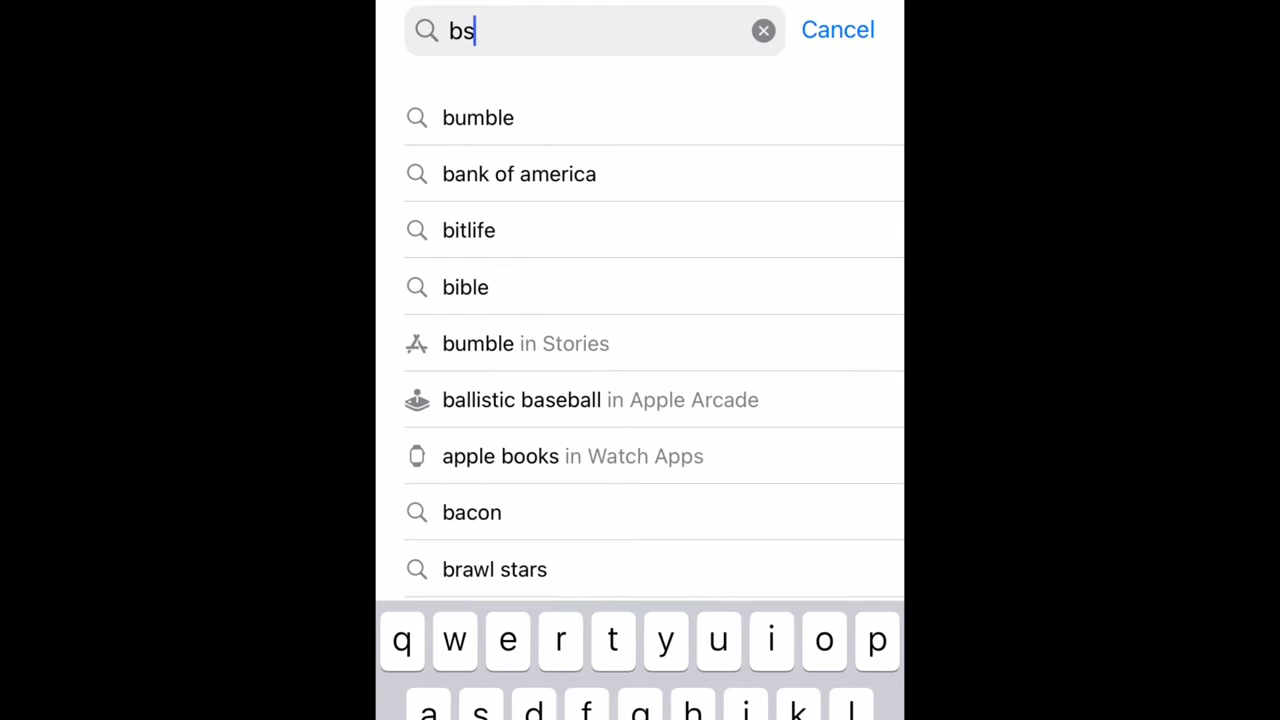 bs Cancel
bumble
bank of america
bitlife
bible
bumble in Stories
ballistic baseball in Apple Arcade
apple books in Watch Apps
bacon
brawl stars
q w e r t y u i o p
a s d f g h j k l